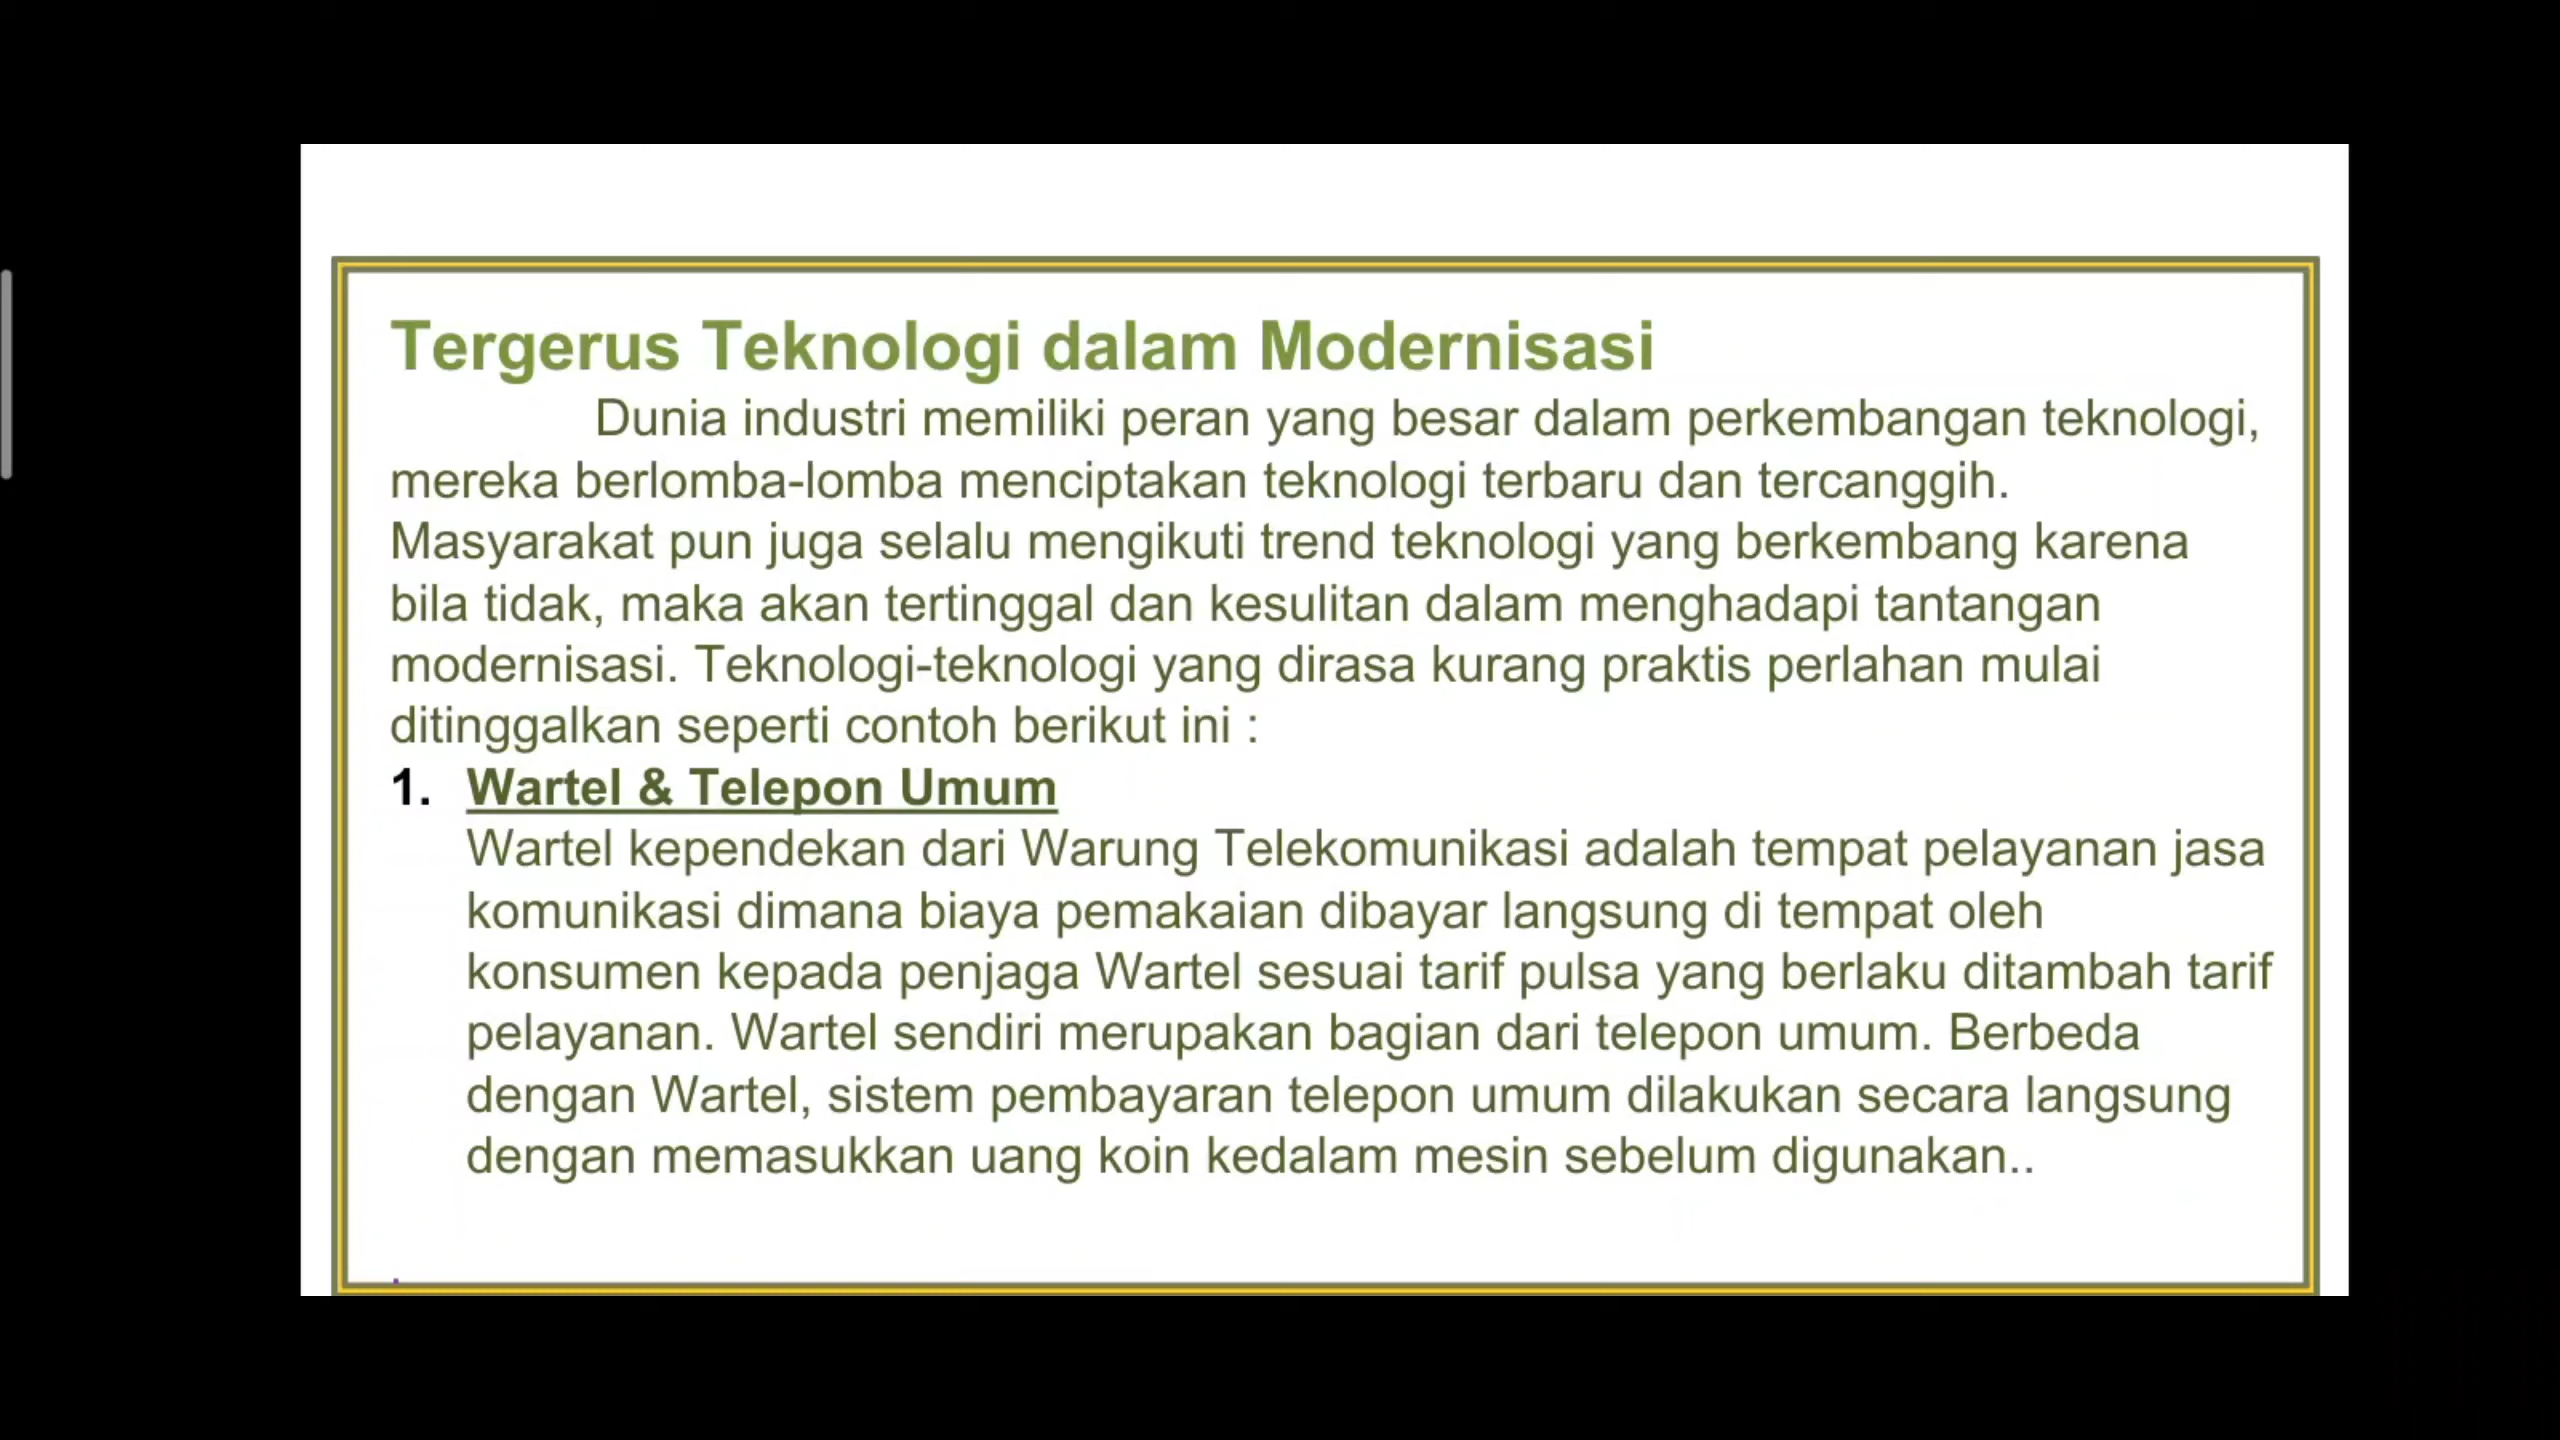 Tergerus Teknologi dalam Modernisasi
Dunia industri memiliki peran yang besar dalam perkembangan teknologi,
mereka berlomba-lomba menciptakan teknologi terbaru dan tercanggih.
Masyarakat pun juga selalu mengikuti trend teknologi yang berkembang karena
bila tidak, maka akan tertinggal dan kesulitan dalam menghadapi tantangan
modernisasi. Teknologi-teknologi yang dirasa kurang praktis perlahan mulai
ditinggalkan seperti contoh berikut ini :
1. Wartel & Telepon Umum
Wartel kependekan dari Warung Telekomunikasi adalah tempat pelayanan jasa
komunikasi dimana biaya pemakaian dibayar langsung di tempat oleh
konsumen kepada penjaga Wartel sesuai tarif pulsa yang berlaku ditambah tarif
pelayanan. Wartel sendiri merupakan bagian dari telepon umum. Berbeda
dengan Wartel, sistem pembayaran telepon umum dilakukan secara langsung
dengan memasukkan uang koin kedalam mesin sebelum digunakan..